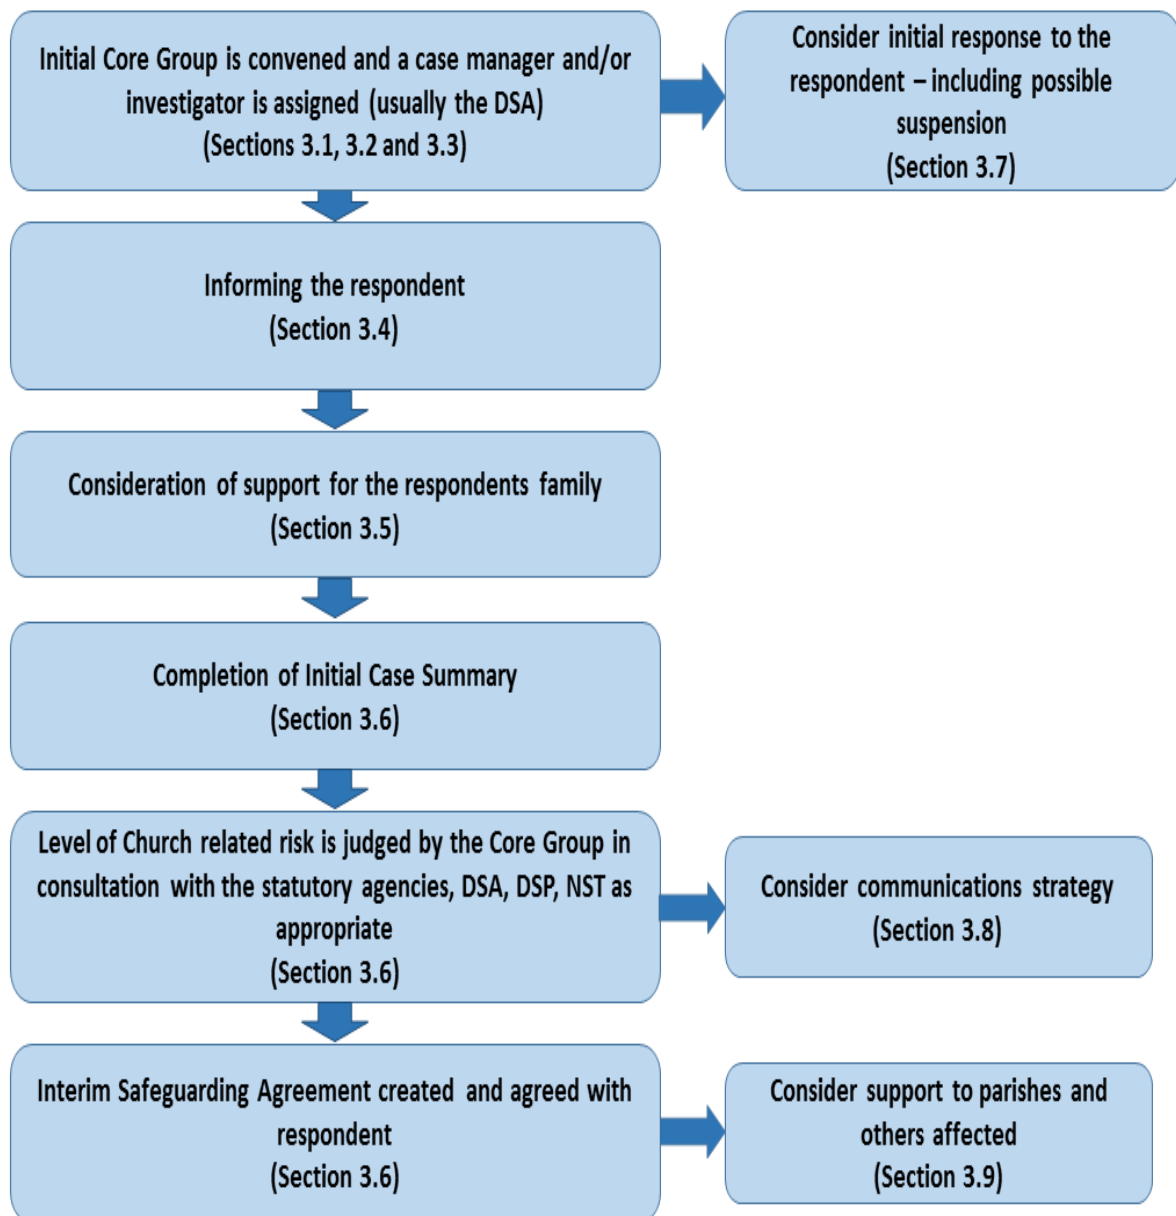 Initial Core Group is convened and a case manager and/or
investigator is assigned (usually the DSA)
(Sections 3.1, 3.2 and 3.3)
Consider initial response to the
respondent – including possible
suspension
(Section 3.7)
Informing the respondent
(Section 3.4)
Consideration of support for the respondents family
(Section 3.5)
Completion of Initial Case Summary
(Section 3.6)
Level of Church related risk is judged by the Core Group in
consultation with the statutory agencies, DSA, DSP, NST as
appropriate
(Section 3.6)
Consider communications strategy
(Section 3.8)
Interim Safeguarding Agreement created and agreed with
respondent
(Section 3.6)
Consider support to parishes and
others affected
(Section 3.9)